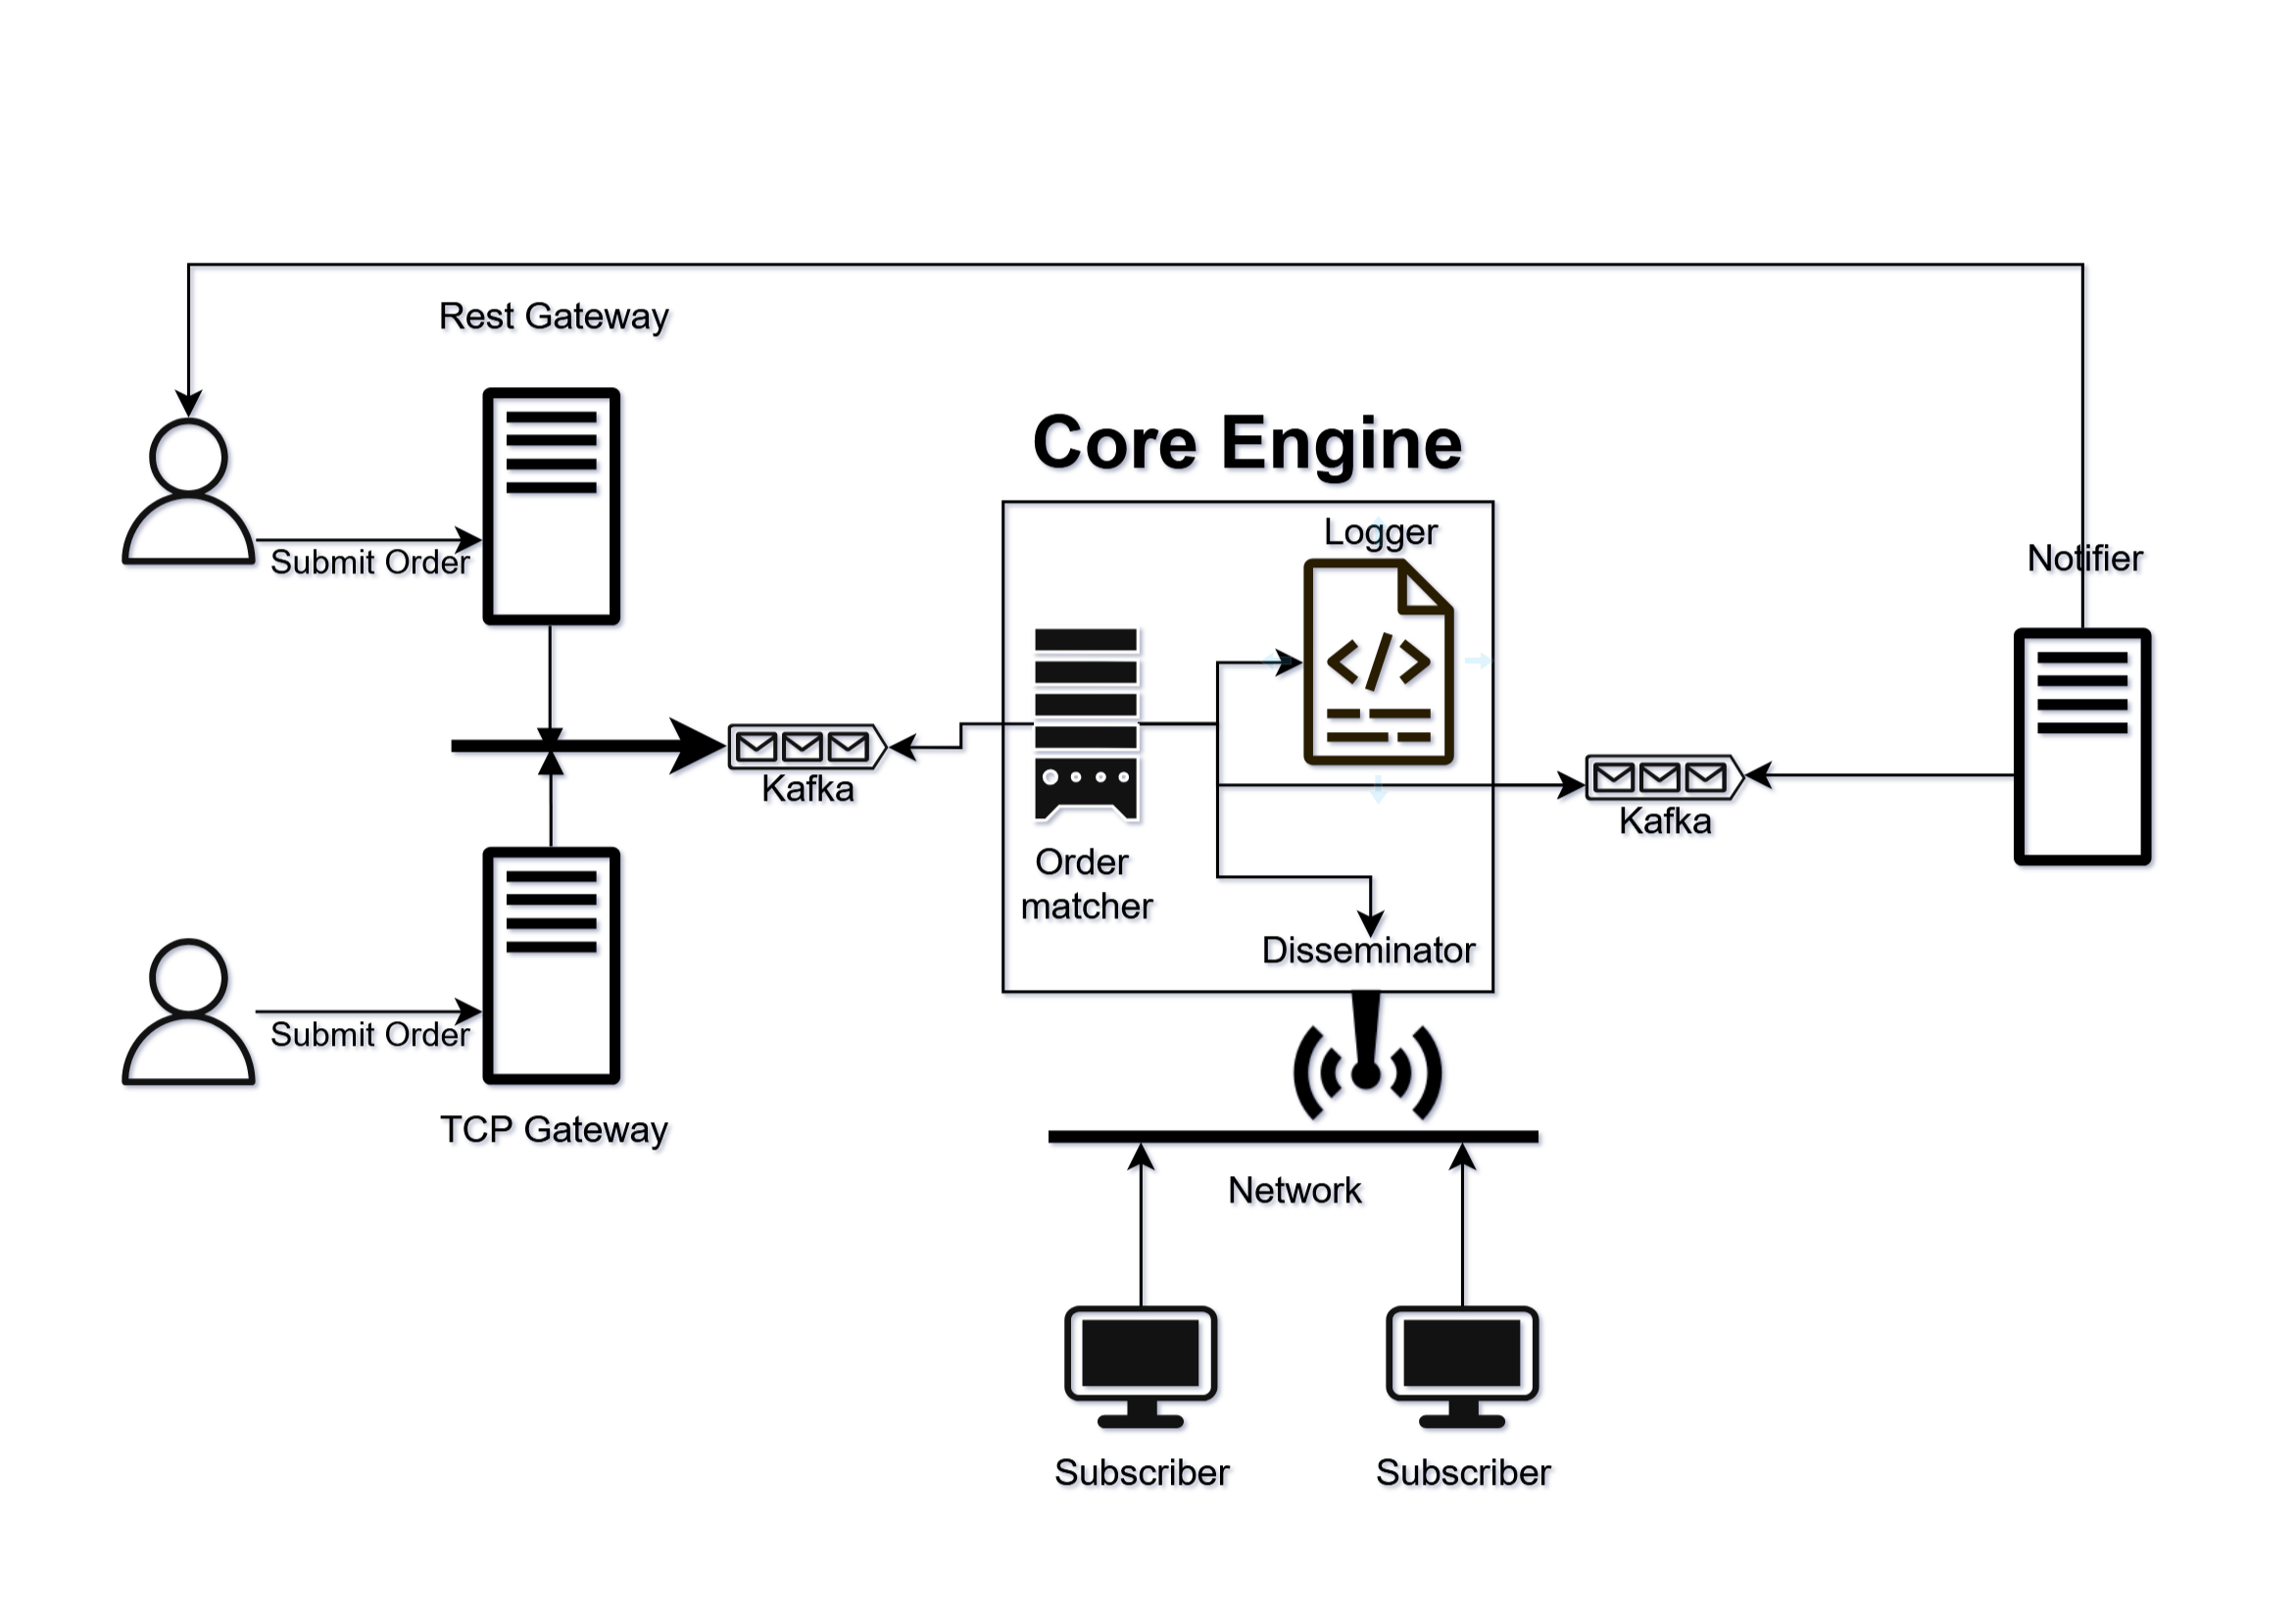 Rest Gateway
Core Engine
Submit Order
Logger
Notifier
Kafka
Kafka
Order
matcher
Disseminator
Submit Order
TCP Gateway
Network
Subscriber
Subscriber